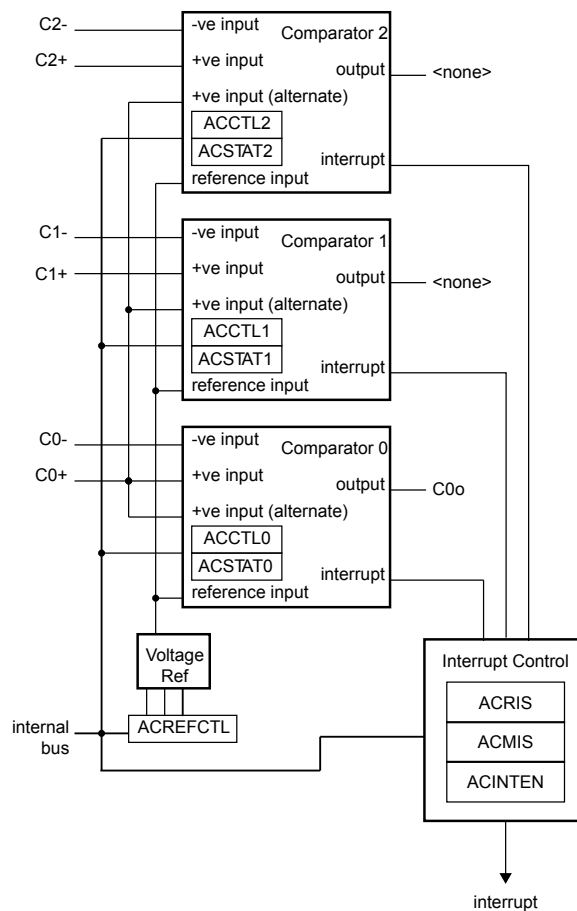 C2-
-ve input
Comparator 2
C2+
+ve input
output
<none>
+ve input (alternate)
ACCTL2
ACSTAT2
interrupt
reference input
C1-
-ve input
Comparator 1
C1+
+ve input
output
<none>
+ve input (alternate)
ACCTL1
ACSTAT1
interrupt
reference input
C0-
-ve input
Comparator 0
C0+
+ve input
output
C0o
+ve input (alternate)
ACCTL0
ACSTAT0
interrupt
reference input
Voltage
Ref
Interrupt Control
ACRIS
internal
bus
ACREFCTL
ACMIS
ACINTEN
interrupt